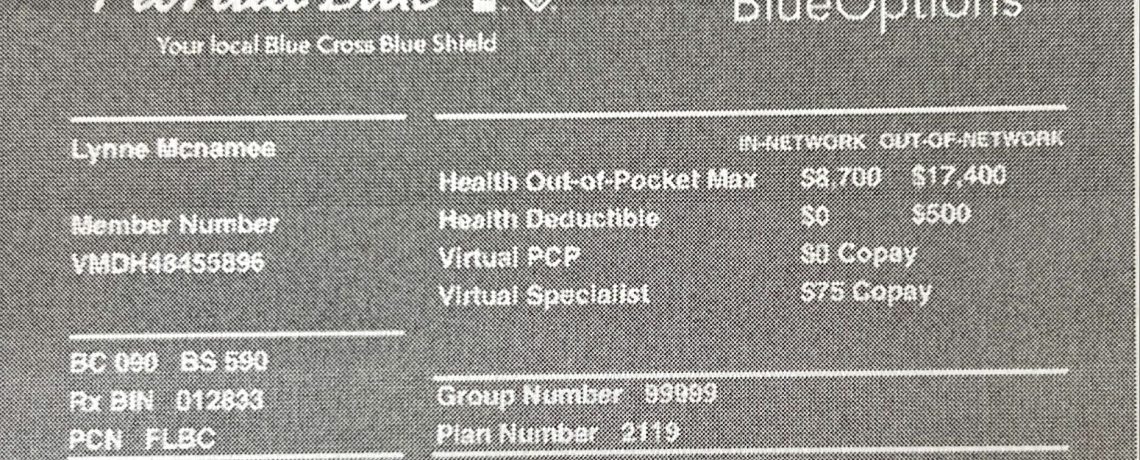 Florida Blue
BlueOptions
Your local Blue Cross Blue Shield
Lynne Mcnamee
Member Number
VMDH48455896
BC 090 BS 590
Rx BIN 012833
PCN FLBC
IN-NETWORK OUT-OF-NETWORK
Health Out-of-Pocket Max $8,700 $17,400
Health Deductible $0 $500
Virtual PCP $0 Copay
Virtual Specialist $75 Copay
Group Number 99999
Plan Number 2119